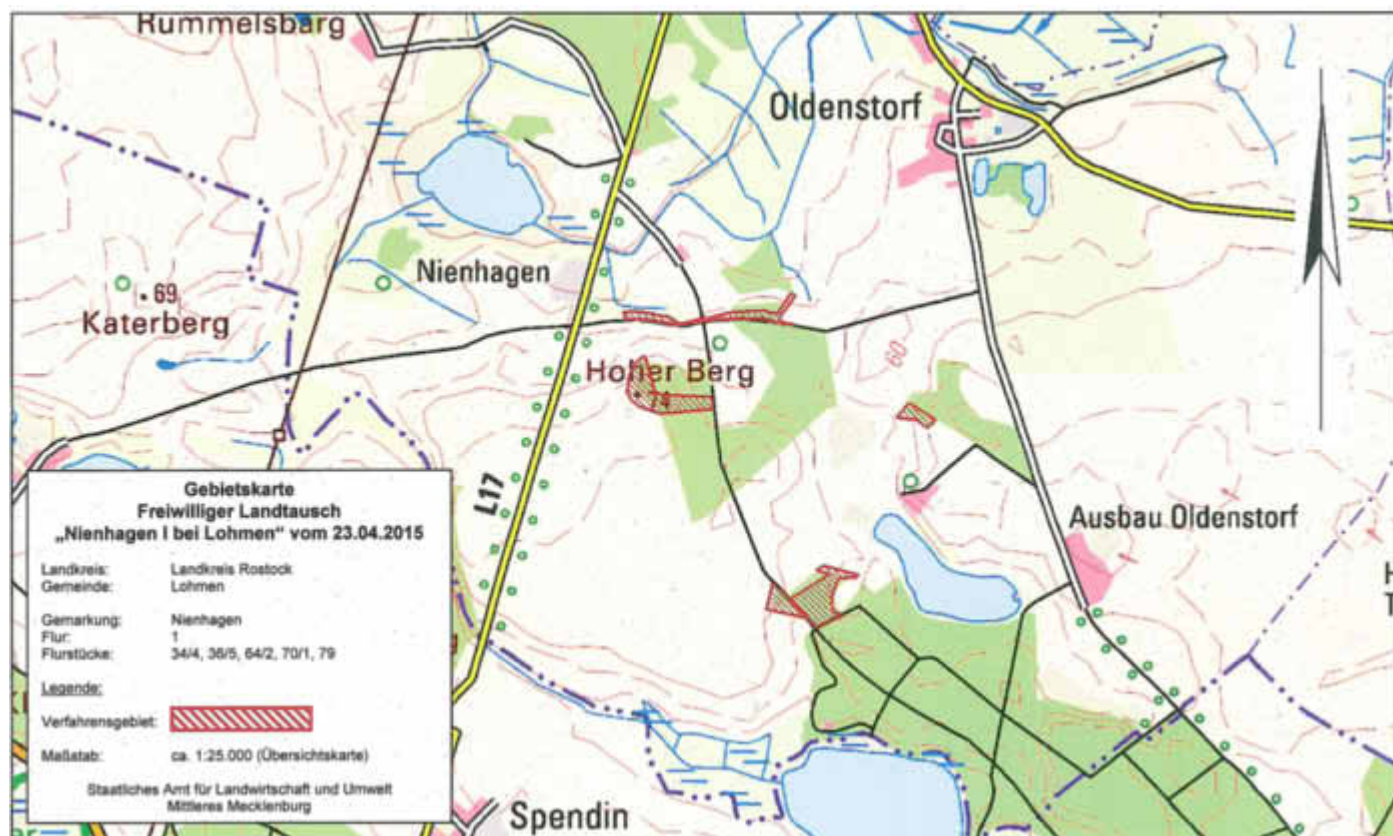 Rummelsbarg
Oldenstorf
Nienhagen
69
Katerberg
Hoher Berg
74
60
L17
Ausbau Oldenstorf
Spendin
Gebietskarte
Freiwilliger Landtausch
„Nienhagen I bei Lohmen“ vom 23.04.2015
Landkreis: Landkreis Rostock
Gemeinde: Lohmen
Gemarkung: Nienhagen
Flur: 1
Flurstücke: 34/4, 36/5, 64/2, 70/1, 79
Legende:
Verfahrensgebiet:
Maßstab: ca. 1:25.000 (Übersichtskarte)
Staatliches Amt für Landwirtschaft und Umwelt
Mittleres Mecklenburg